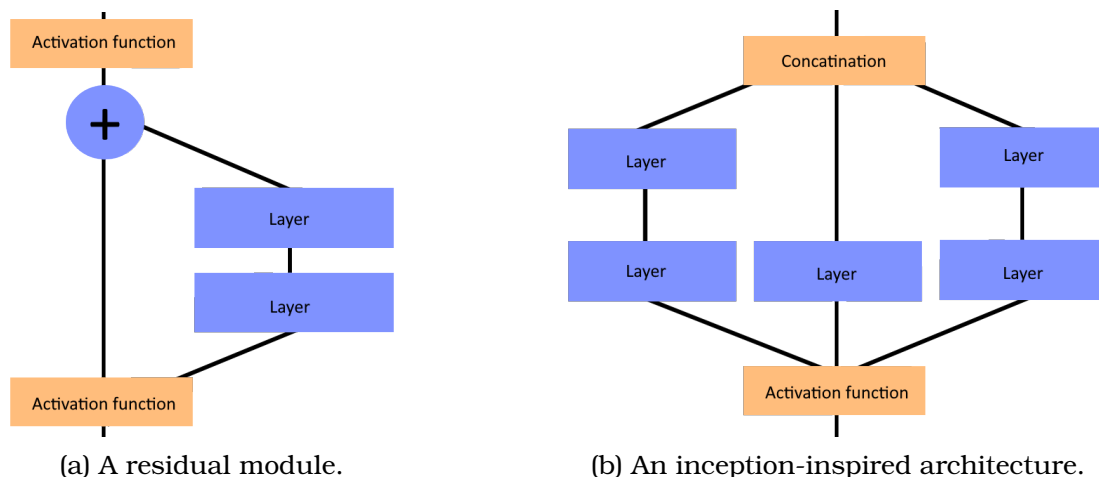 Activation function
+
Layer
Layer
Activation function
(a) A residual module.
Concatination
Layer
Layer
Layer
Layer
Layer
Activation function
(b) An inception-inspired architecture.